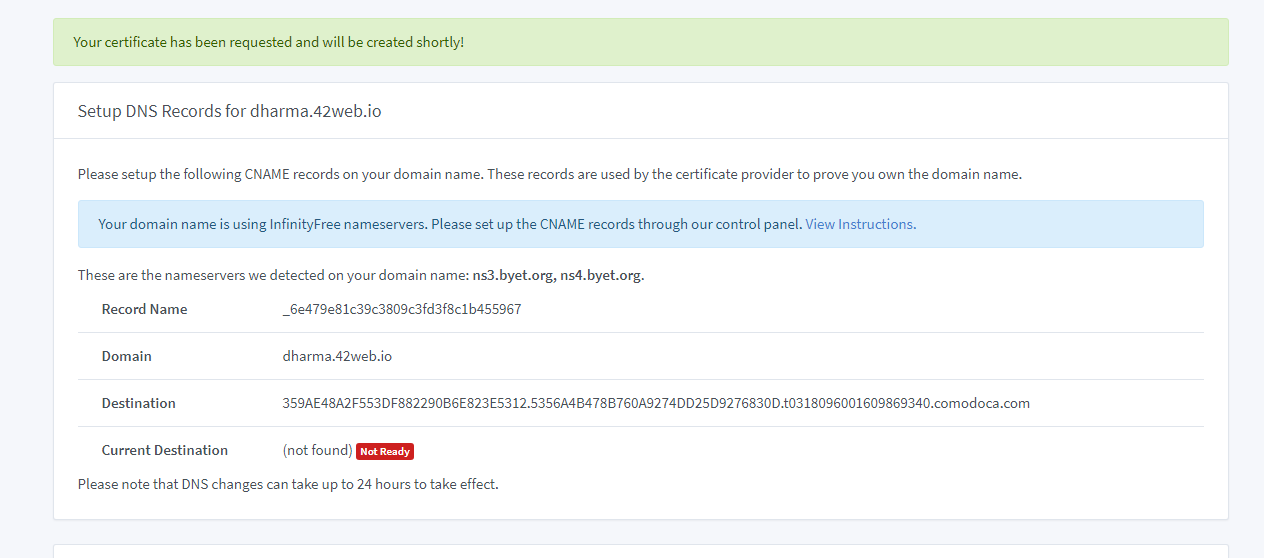 Your certificate has been requested and will be created shortly!
Setup DNS Records for dharma.42web.io
Please setup the following CNAME records on your domain name. These records are used by the certificate provider to prove you own the domain name.
Your domain name is using InfinityFree nameservers. Please set up the CNAME records through our control panel. View Instructions.
These are the nameservers we detected on your domain name: ns3.byet.org, ns4.byet.org.
Record Name _6e479e81c39c3809c3fd3f8c1b455967
Domain dharma.42web.io
Destination 359AE48A2F553DF882290B6E823E5312.5356A4B478B760A9274DD25D9276830D.t0318096001609869340.comodoca.com
Current Destination (not found) Not Ready
Please note that DNS changes can take up to 24 hours to take effect.